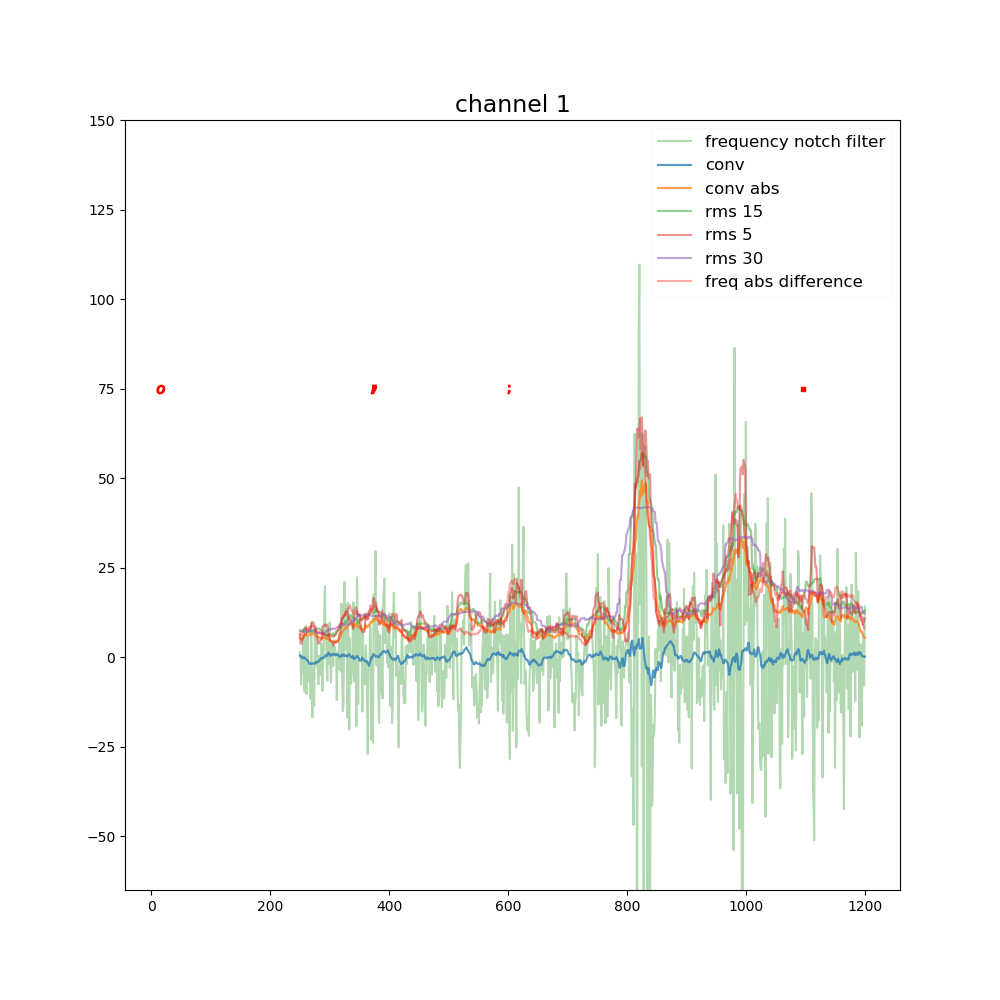 channel 1
150
frequency notch filter
conv
conv abs
rms 15
rms 5
rms 30
freq abs difference
125
100
75
o , ; .
50
25
0
−25
−50
0 200 400 600 800 1000 1200